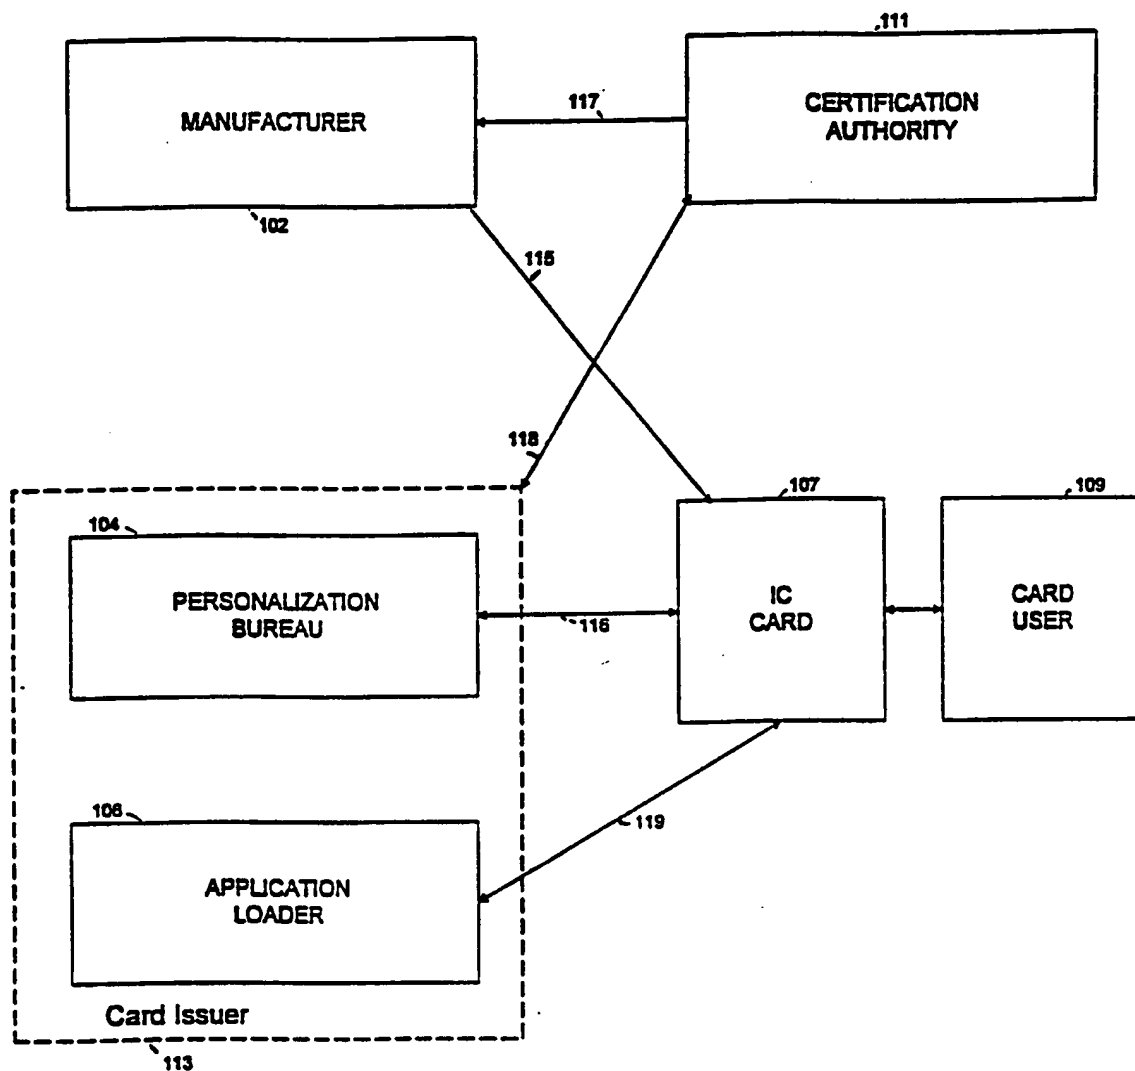 111
MANUFACTURER
117
CERTIFICATION
AUTHORITY
102
115
118
107
109
104
PERSONALIZATION
BUREAU
116
IC
CARD
CARD
USER
106
119
APPLICATION
LOADER
Card Issuer
113